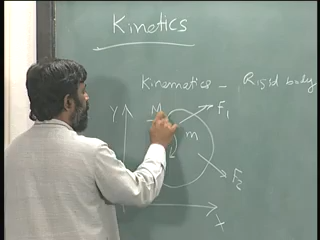 Kinetics
Kinematics - Rigid body
Y M F₁
m
F₂
X